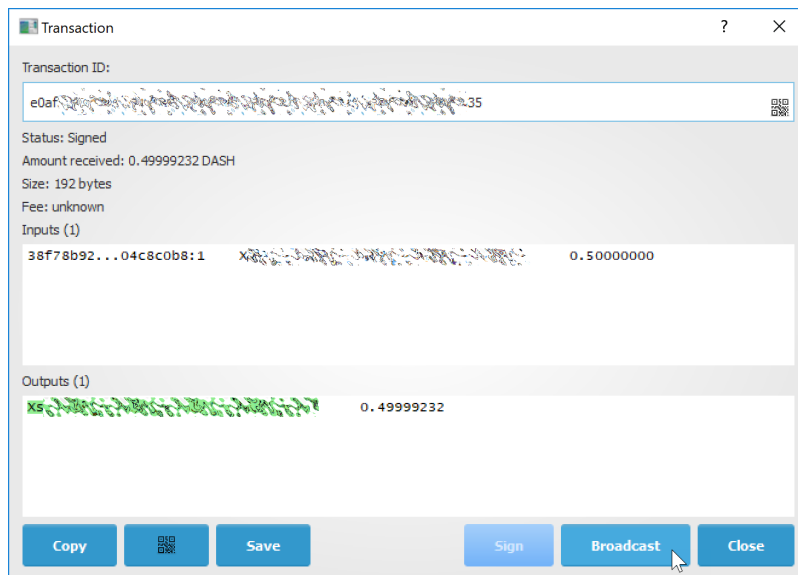 Transaction
Transaction ID:
e0af 35
Status: Signed
Amount received: 0.49999232 DASH
Size: 192 bytes
Fee: unknown
Inputs (1)
38f78b92...04c8c0b8:1 X 0.50000000
Outputs (1)
Xs 0.49999232
Copy Save Sign Broadcast Close